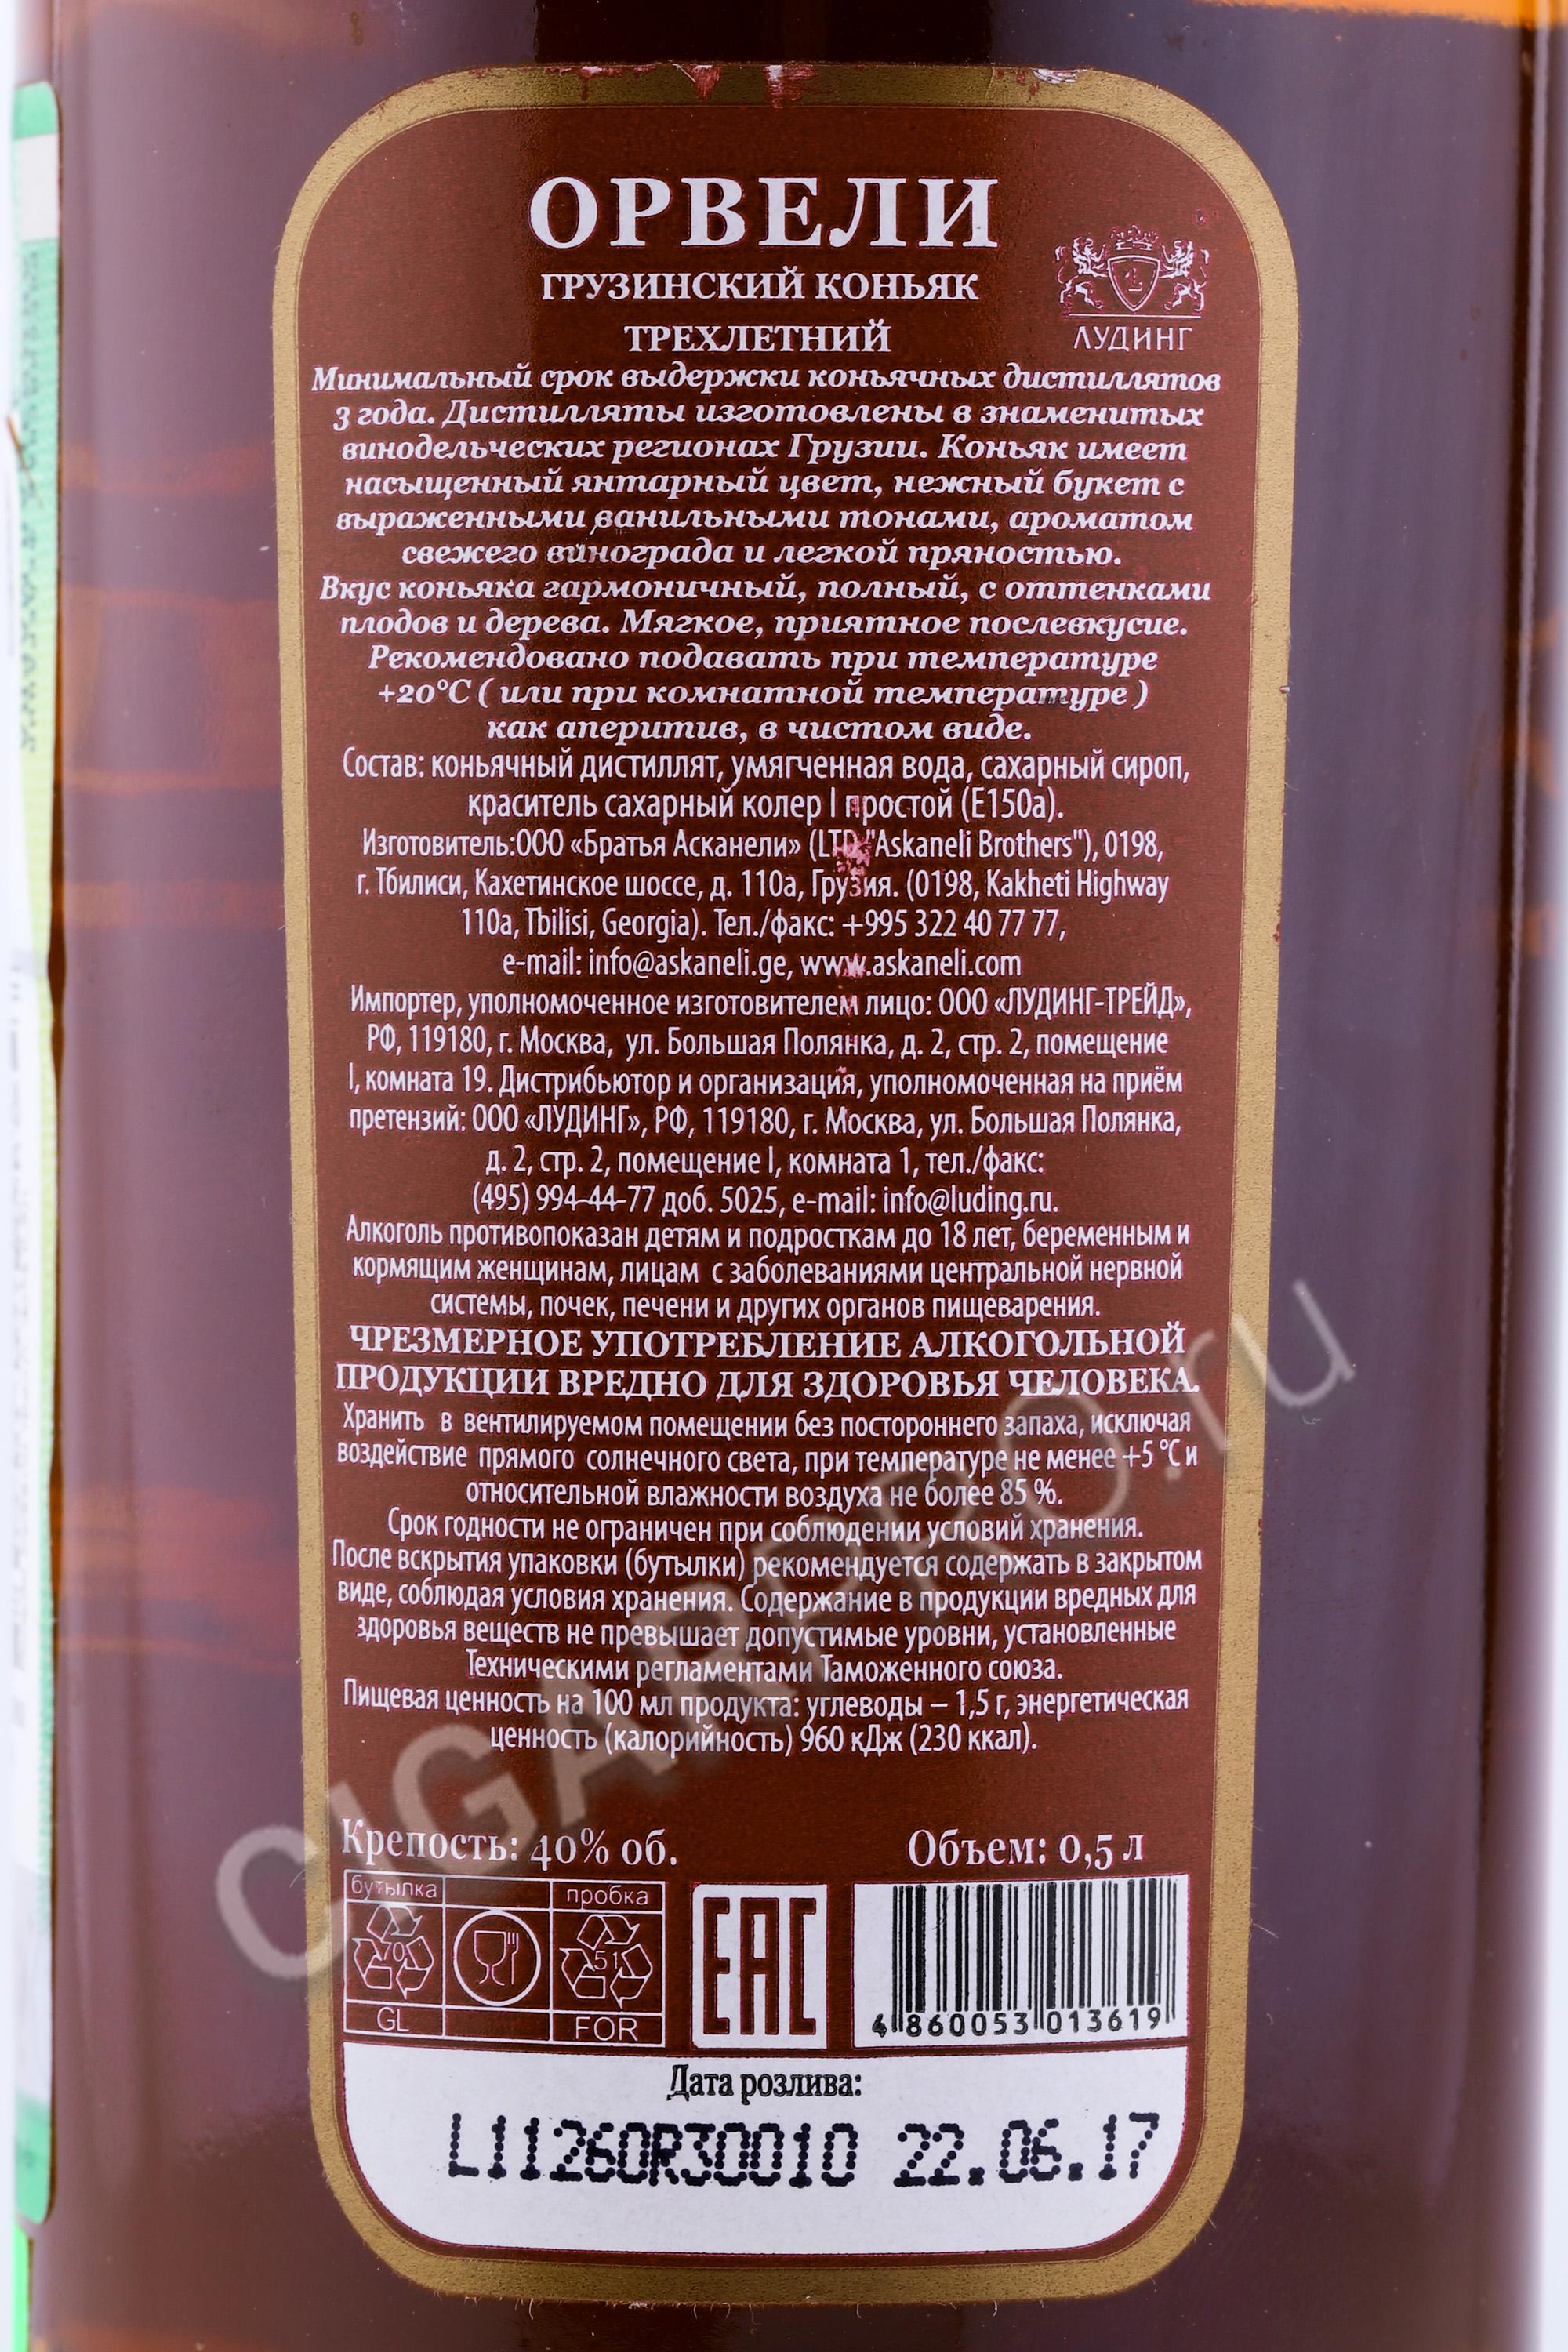 ОРВЕЛИ
ГРУЗИНСКИЙ КОНЬЯК
ТРЕХЛЕТНИЙ
ЛУДИНГ
Минимальный срок выдержки коньячных дистиллятов
3 года. Дистилляты изготовлены в знаменитых
винодельческих регионах Грузии. Коньяк имеет
насыщенный янтарный цвет, нежный букет с
выраженными ванильными тонами, ароматом
свежего винограда и легкой пряностью.
Вкус коньяка гармоничный, полный, с оттенками
плодов и дерева. Мягкое, приятное послевкусие.
Рекомендовано подавать при температуре
+20°C ( или при комнатной температуре )
как аперитив, в чистом виде.
Состав: коньячный дистиллят, умягченная вода, сахарный сироп,
краситель сахарный колер I простой (Е150а).
Изготовитель:ООО «Братья Асканели» (LTD "Askaneli Brothers"), 0198,
г. Тбилиси, Кахетинское шоссе, д. 110а, Грузия. (0198, Kakheti Highway
110a, Tbilisi, Georgia). Тел./факс: +995 322 40 77 77,
e-mail: info@askaneli.ge, www.askaneli.com
Импортер, уполномоченное изготовителем лицо: ООО «ЛУДИНГ-ТРЕЙД»,
РФ, 119180, г. Москва, ул. Большая Полянка, д. 2, стр. 2, помещение
I, комната 19. Дистрибьютор и организация, уполномоченная на приём
претензий: ООО «ЛУДИНГ», РФ, 119180, г. Москва, ул. Большая Полянка,
д. 2, стр. 2, помещение I, комната 1, тел./факс:
(495) 994-44-77 доб. 5025, e-mail: info@luding.ru.
Алкоголь противопоказан детям и подросткам до 18 лет, беременным и
кормящим женщинам, лицам с заболеваниями центральной нервной
системы, почек, печени и других органов пищеварения.
ЧРЕЗМЕРНОЕ УПОТРЕБЛЕНИЕ АЛКОГОЛЬНОЙ
ПРОДУКЦИИ ВРЕДНО ДЛЯ ЗДОРОВЬЯ ЧЕЛОВЕКА.
Хранить в вентилируемом помещении без постороннего запаха, исключая
воздействие прямого солнечного света, при температуре не менее +5 °С и
относительной влажности воздуха не более 85 %.
Срок годности не ограничен при соблюдении условий хранения.
После вскрытия упаковки (бутылки) рекомендуется содержать в закрытом
виде, соблюдая условия хранения. Содержание в продукции вредных для
здоровья веществ не превышает допустимые уровни, установленные
Техническими регламентами Таможенного союза.
Пищевая ценность на 100 мл продукта: углеводы – 1,5 г, энергетическая
ценность (калорийность) 960 кДж (230 ккал).
CIGARPRO.ru
Крепость: 40% об. Объем: 0,5 л
бутылка пробка
70 51
GL FOR
EAC
4 860053 013619
Дата розлива:
L11260R30010 22.06.17